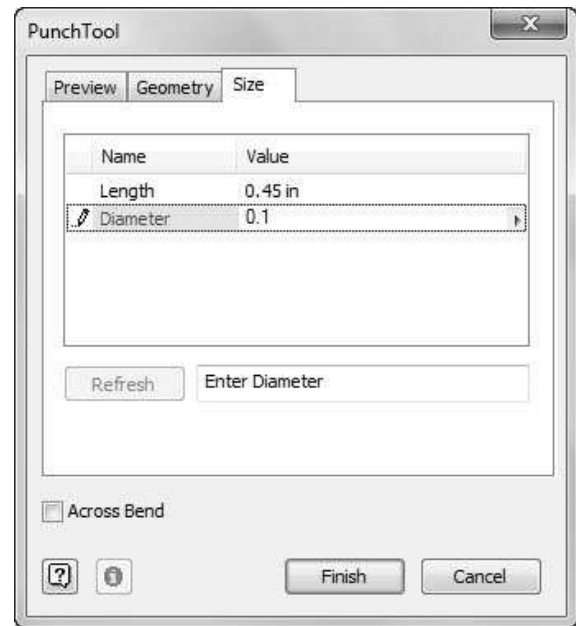 PunchTool
Preview Geometry Size
Name Value
Length 0.45 in
Diameter 0.1
Refresh Enter Diameter
Across Bend
Finish Cancel